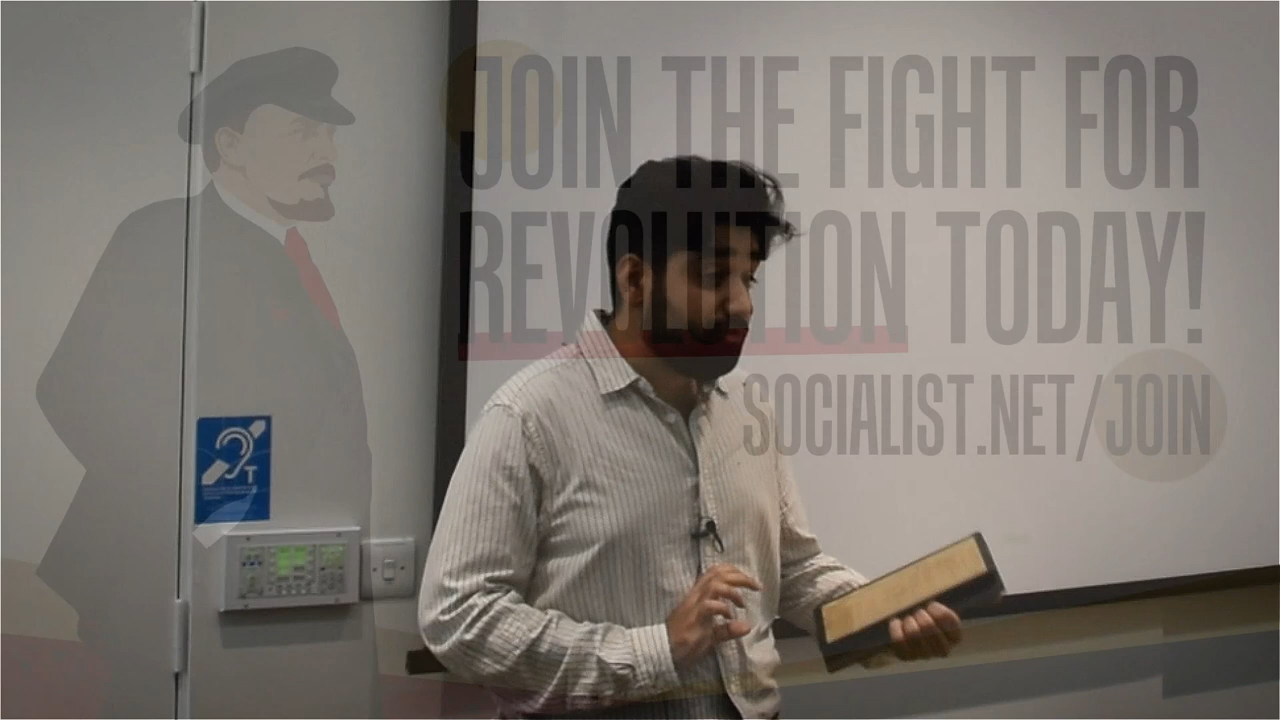 JOIN THE FIGHT FOR
REVOLUTION TODAY!
SOCIALIST.NET/JOIN
T